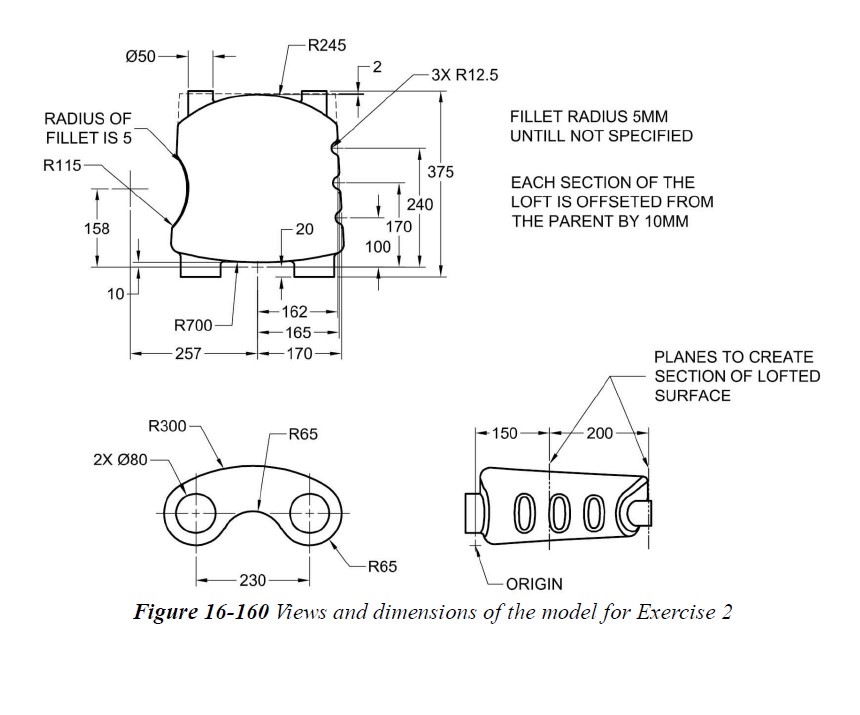 R245
Ø50
2
3X R12.5
RADIUS OF
FILLET IS 5
R115
FILLET RADIUS 5MM
UNTILL NOT SPECIFIED
EACH SECTION OF THE
LOFT IS OFFSETED FROM
THE PARENT BY 10MM
375
240
170
100
158
20
10
R700
162
165
257
170
PLANES TO CREATE
SECTION OF LOFTED
SURFACE
R300
R65
2X Ø80
150
200
R65
230
ORIGIN
Figure 16-160 Views and dimensions of the model for Exercise 2